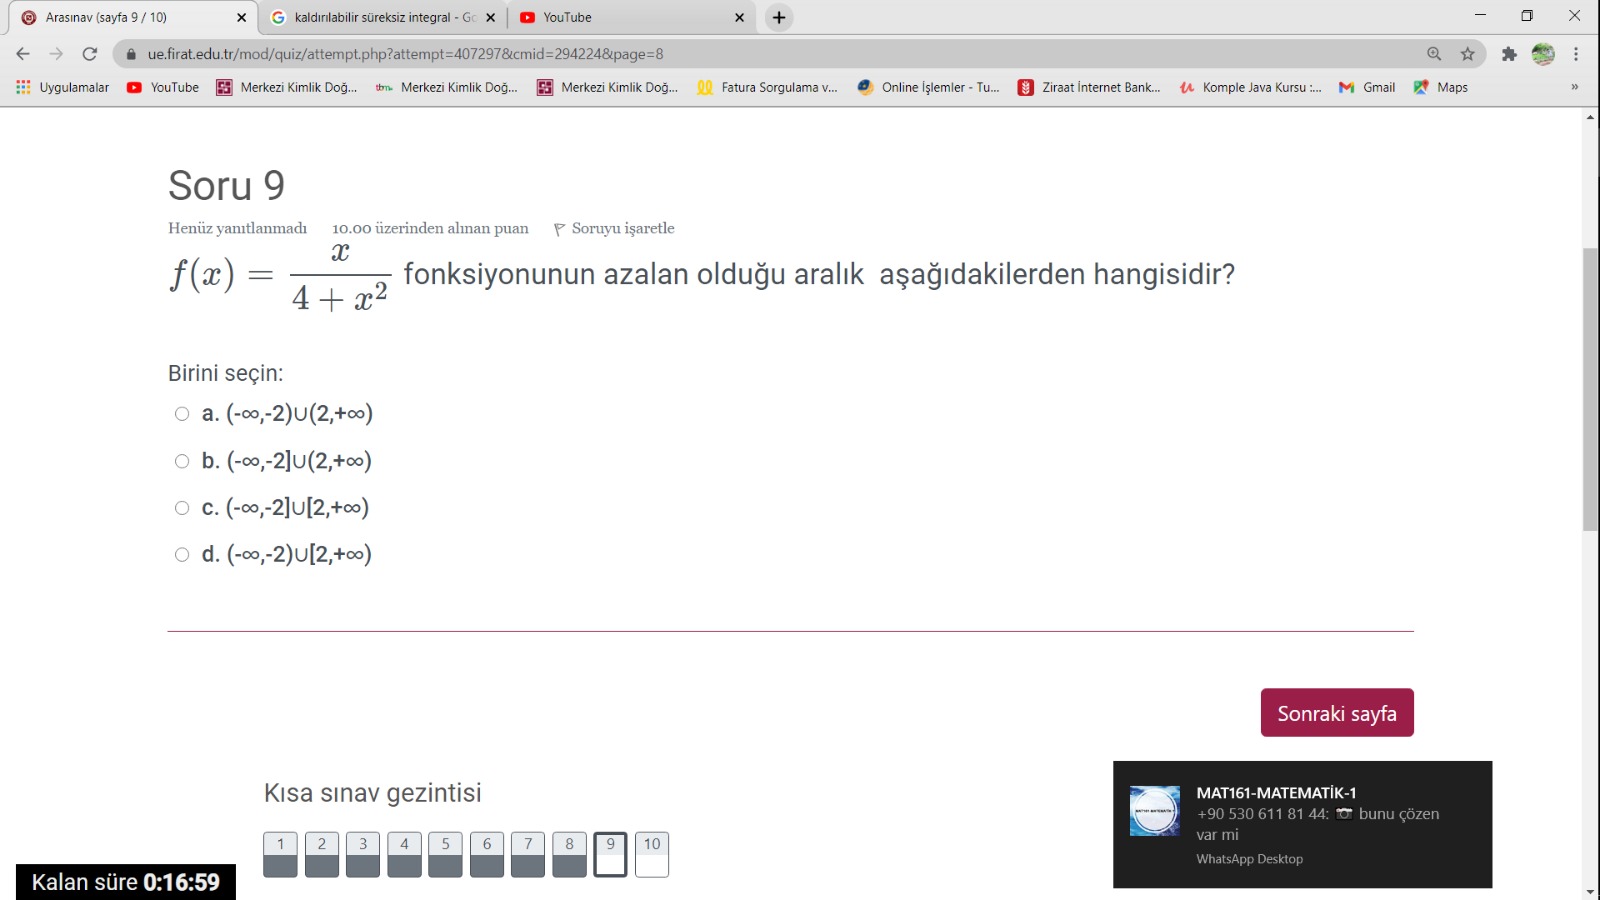 Arasınav (sayfa 9 / 10)
kaldırılabilir süreksiz integral - Go
YouTube
ue.firat.edu.tr/mod/quiz/attempt.php?attempt=407297&cmid=294224&page=8
Uygulamalar
YouTube
Merkezi Kimlik Doğ...
Merkezi Kimlik Doğ...
Merkezi Kimlik Doğ...
Fatura Sorgulama v...
Online İşlemler - Tu...
Ziraat İnternet Bank...
Komple Java Kursu :...
Gmail
Maps
»
Soru 9
Henüz yanıtlanmadı 10.00 üzerinden alınan puan Soruyu işaretle
f(x) = x / (4 + x²) fonksiyonunun azalan olduğu aralık aşağıdakilerden hangisidir?
Birini seçin:
a. (-∞,-2)∪(2,+∞)
b. (-∞,-2]∪(2,+∞)
c. (-∞,-2]∪[2,+∞)
d. (-∞,-2)∪[2,+∞)
Sonraki sayfa
Kısa sınav gezintisi
1 2 3 4 5 6 7 8 9 10
Kalan süre 0:16:59
MAT161-MATEMATİK-1
+90 530 611 81 44: 📷 bunu çözen
var mi
WhatsApp Desktop